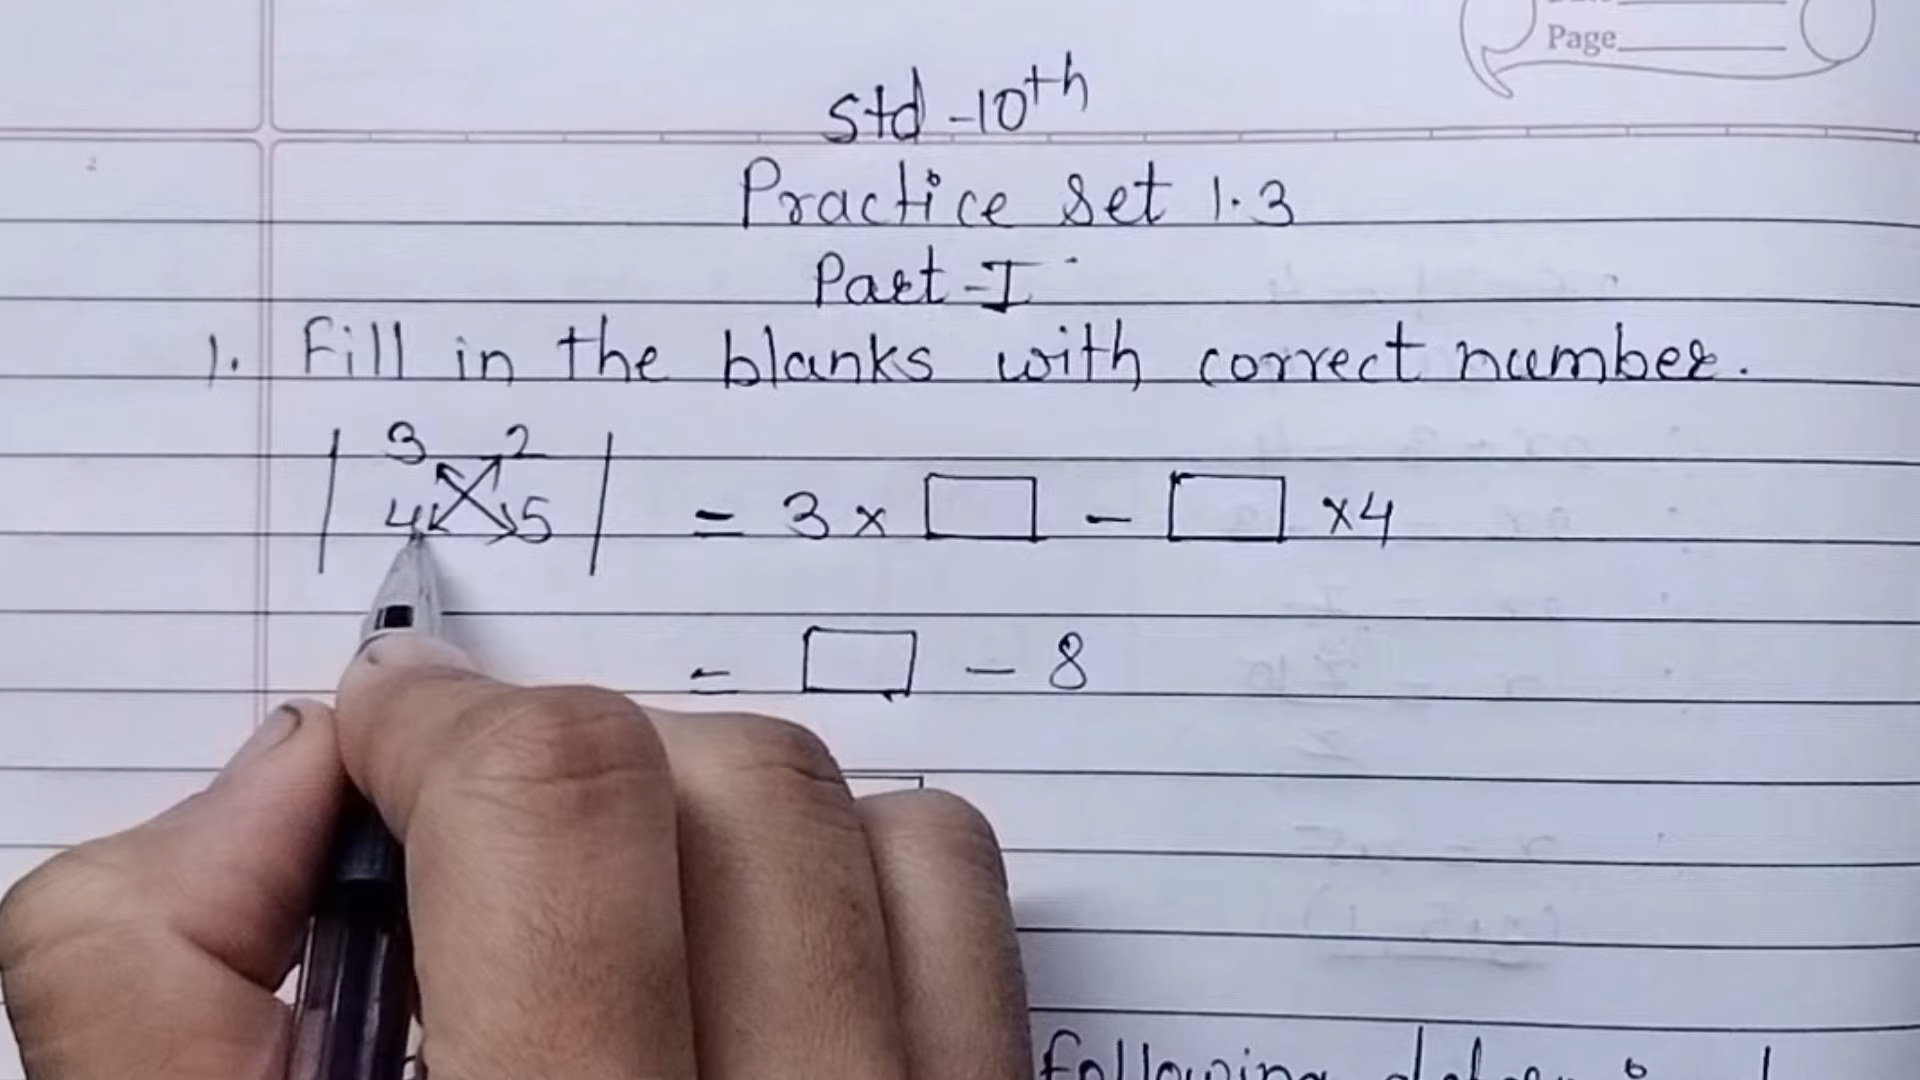 Page
Std-10th
Practice Set 1.3
Part-I
1. Fill in the blanks with correct number.
| 3 2 |
| 4 5 | = 3 × □ - □ ×4
= □ - 8
following